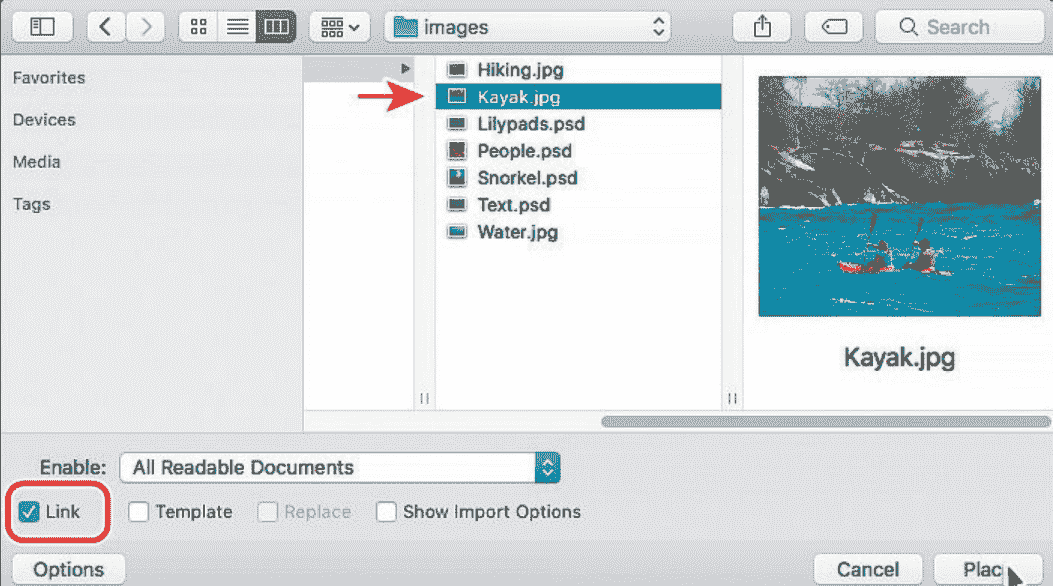 images
Search
Favorites
Devices
Media
Tags
Hiking.jpg
Kayak.jpg
Lilypads.psd
People.psd
Snorkel.psd
Text.psd
Water.jpg
Kayak.jpg
Enable: All Readable Documents
Link Template Replace Show Import Options
Options Cancel Plac